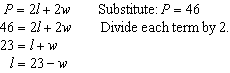 P = 2l + 2w Substitute: P = 46
46 = 2l + 2w Divide each term by 2.
23 = l + w
l = 23 − w